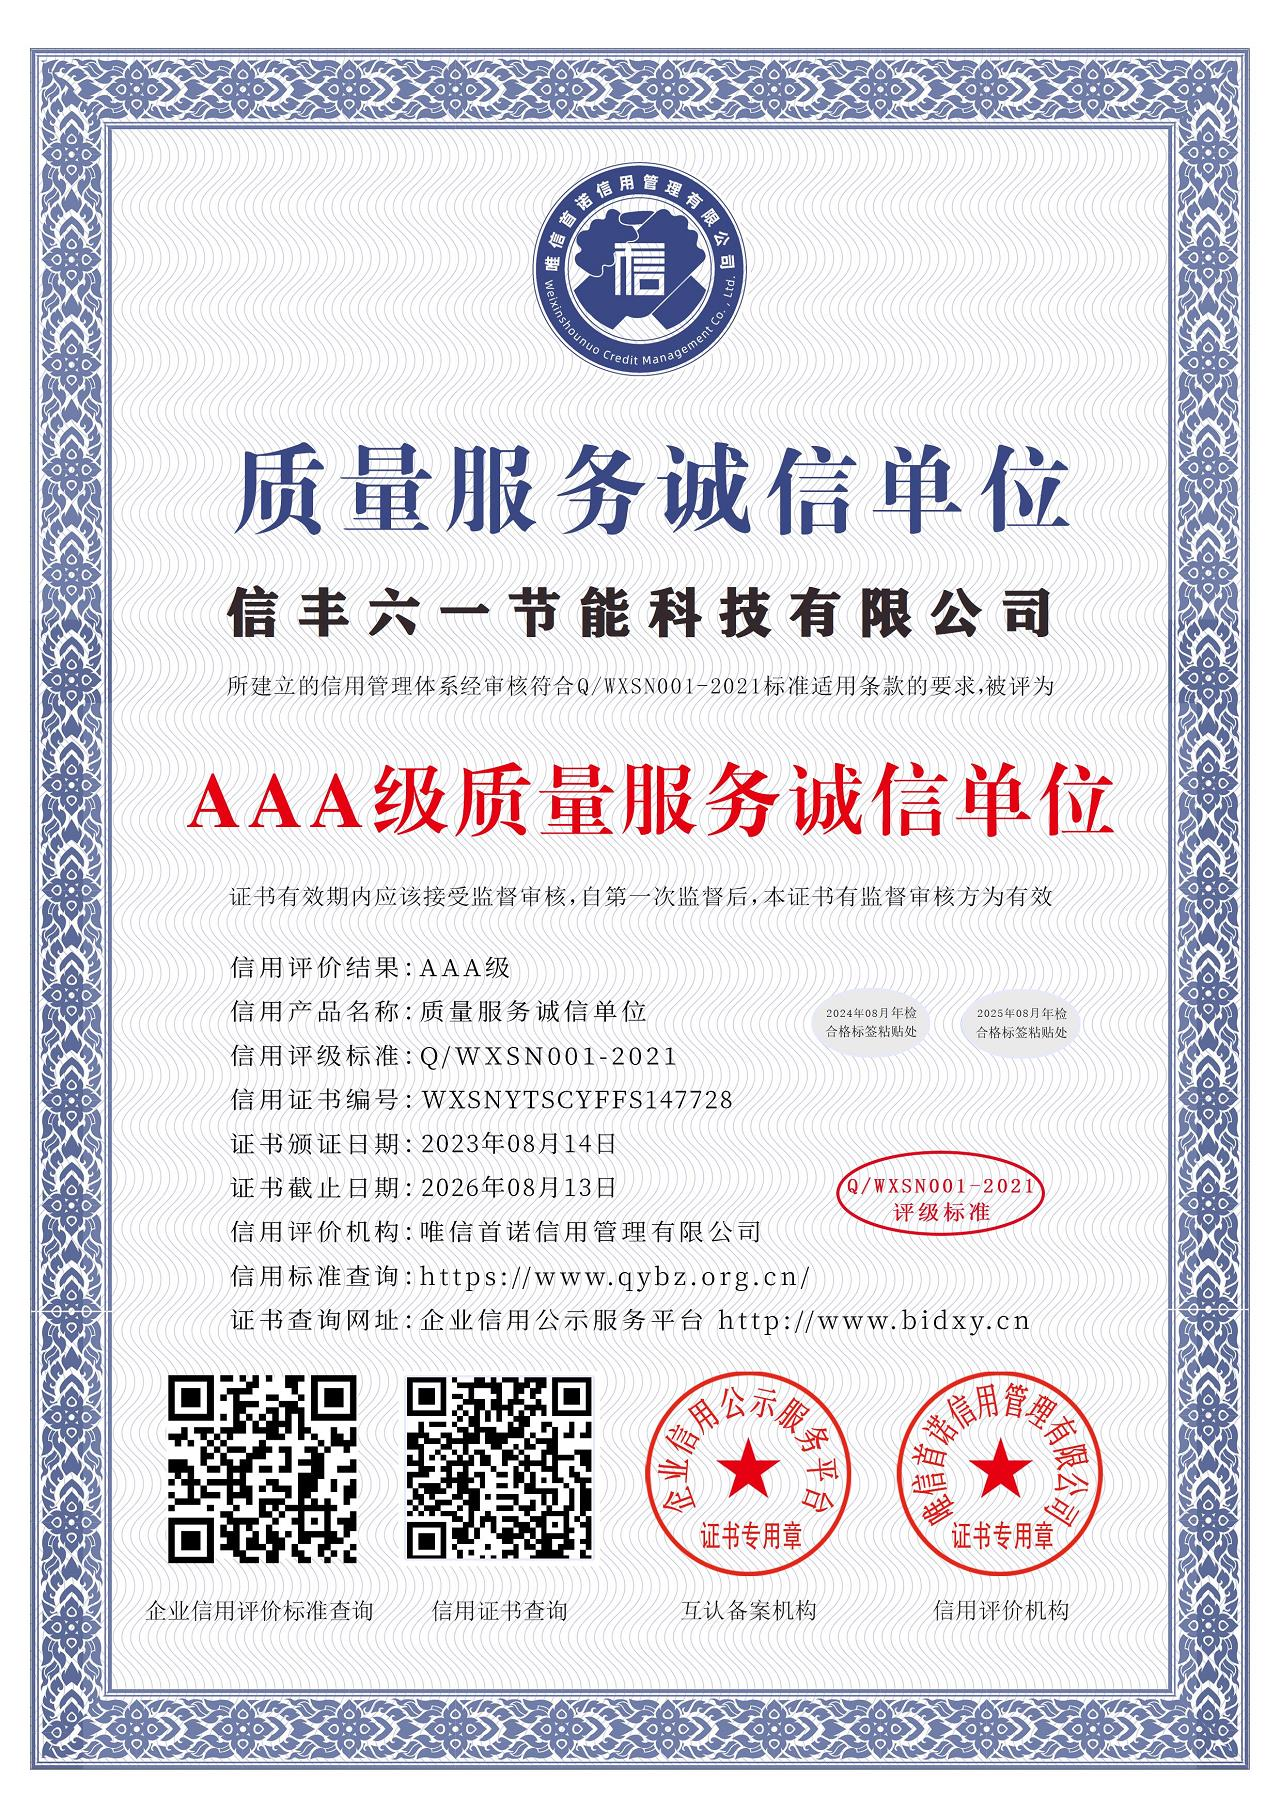 唯信首诺信用管理有限公司
信
Weixinshounuo Credit Management Co., Ltd.
质量服务诚信单位
信丰六一节能科技有限公司
所建立的信用管理体系经审核符合Q/WXSN001-2021标准适用条款的要求,被评为
AAA级质量服务诚信单位
证书有效期内应该接受监督审核,自第一次监督后,本证书有监督审核方为有效
信用评价结果:AAA级
信用产品名称:质量服务诚信单位
信用评级标准:Q/WXSN001-2021
信用证书编号:WXSNYTSCYFFS147728
证书颁证日期:2023年08月14日
证书截止日期:2026年08月13日
信用评价机构:唯信首诺信用管理有限公司
信用标准查询:https://www.qybz.org.cn/
证书查询网址:企业信用公示服务平台 http://www.bidxy.cn
2024年08月年检
合格标签粘贴处
2025年08月年检
合格标签粘贴处
Q/WXSN001-2021
评级标准
企业信用公示服务平台
证书专用章
唯信首诺信用管理有限公司
证书专用章
企业信用评价标准查询
信用证书查询
互认备案机构
信用评价机构